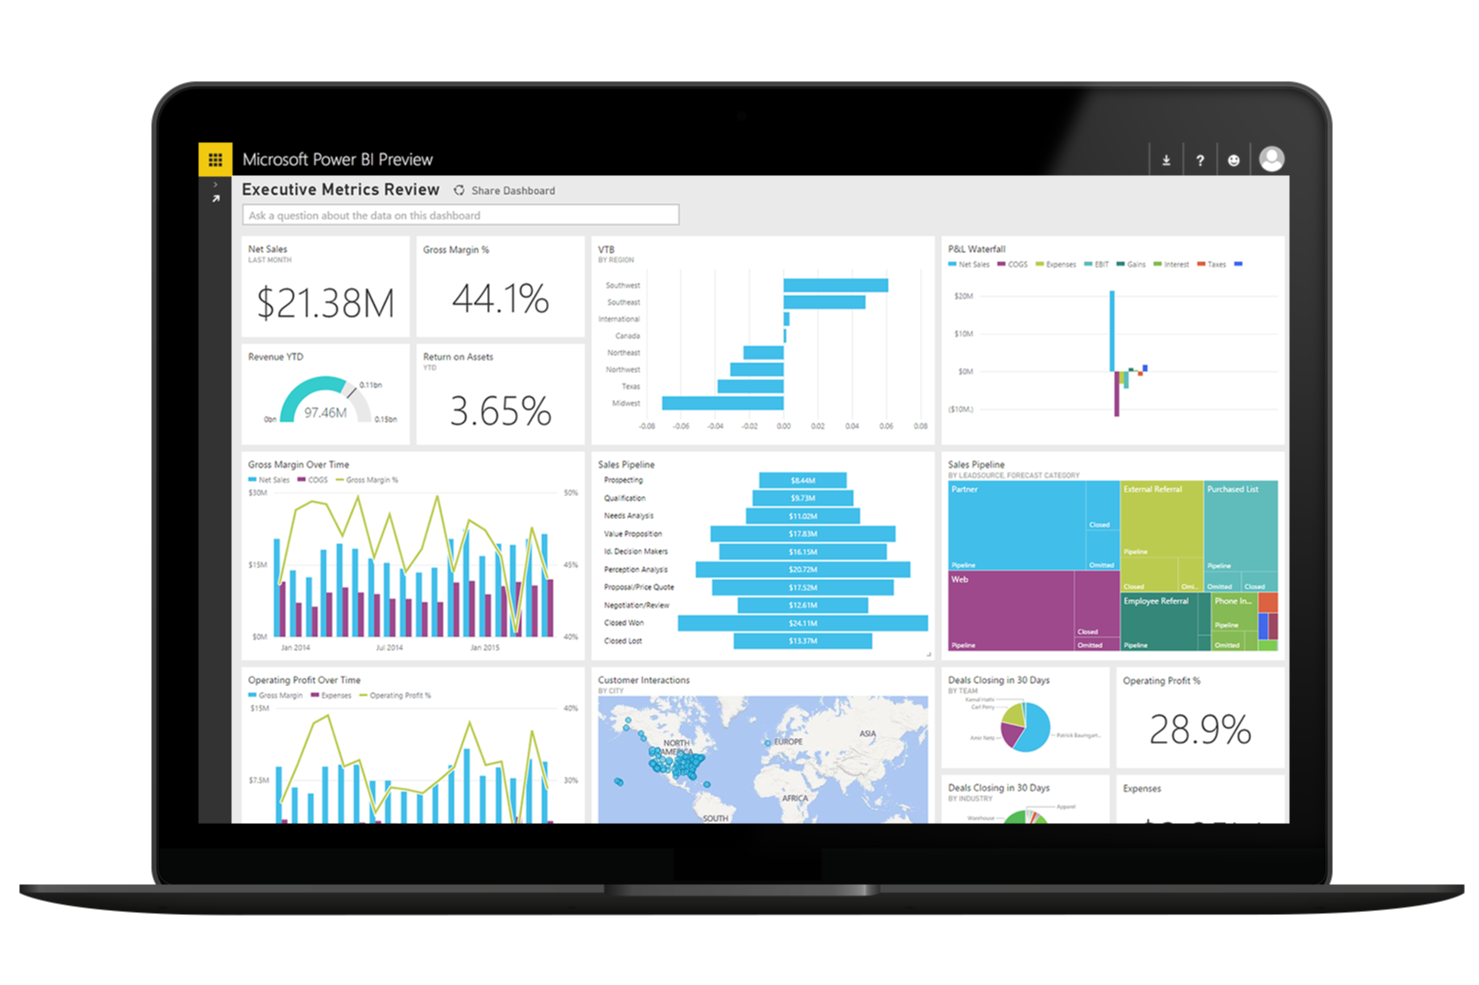 Microsoft Power BI Preview
?
Executive Metrics Review
Share Dashboard
Ask a question about the data on this dashboard
Net Sales
LAST MONTH
$21.38M
Gross Margin %
44.1%
Revenue YTD
0bn
97.46M
0.11bn
0.15bn
Return on Assets
YTD
3.65%
VTB
BY REGION
Southwest
Southeast
International
Canada
Northeast
Northwest
Texas
Midwest
-0.08 -0.06 -0.04 -0.02 0.00 0.02 0.04 0.06 0.08
P&L Waterfall
Net Sales COGS Expenses EBIT Gains Interest Taxes
$20M
$10M
$0M
($10M)
Gross Margin Over Time
Net Sales COGS Gross Margin %
$30M 50%
$15M 45%
$0M 40%
Jan 2014 Jul 2014 Jan 2015
Sales Pipeline
Prospecting $8.44M
Qualification $9.73M
Needs Analysis $11.02M
Value Proposition $17.83M
Id. Decision Makers $16.15M
Perception Analysis $20.72M
Proposal/Price Quote $17.52M
Negotiation/Review $12.61M
Closed Won $24.11M
Closed Lost $13.37M
Sales Pipeline
BY LEADSOURCE, FORECAST CATEGORY
Partner
Closed
Pipeline
Omitted
External Referral
Pipeline
Closed
Omi...
Purchased List
Pipeline
Omitted
Closed
Web
Closed
Pipeline
Omitted
Employee Referral
Pipeline
Phone In...
Pipeline
Omitted
Operating Profit Over Time
Gross Margin Expenses Operating Profit %
$15M 40%
$7.5M 30%
Customer Interactions
BY CITY
NORTH
AMERICA
EUROPE
ASIA
AFRICA
SOUTH
Deals Closing in 30 Days
BY TEAM
Carl Perry
Patrick Baumgart...
Operating Profit %
28.9%
Deals Closing in 30 Days
BY INDUSTRY
Apparel
Warehouse
Expenses